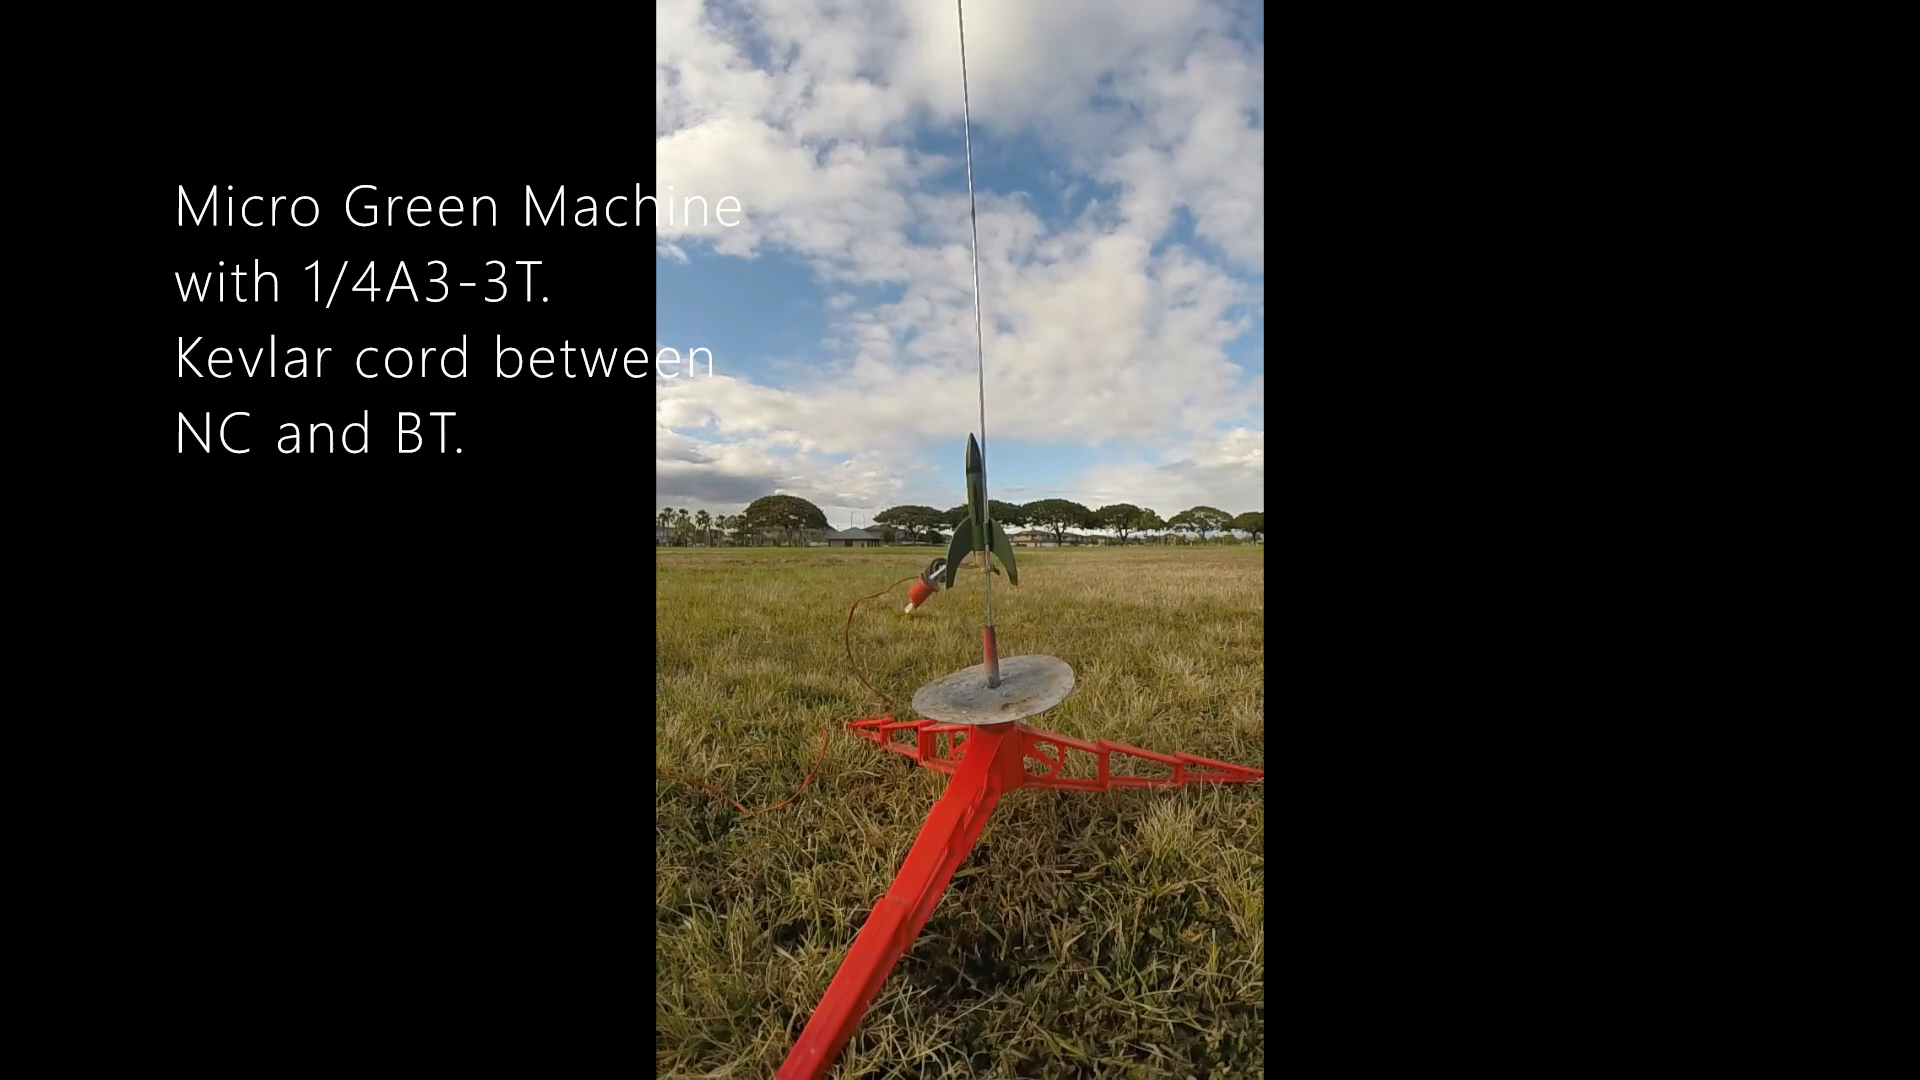 Micro Green Machine
with 1/4A3-3T.
Kevlar cord between
NC and BT.